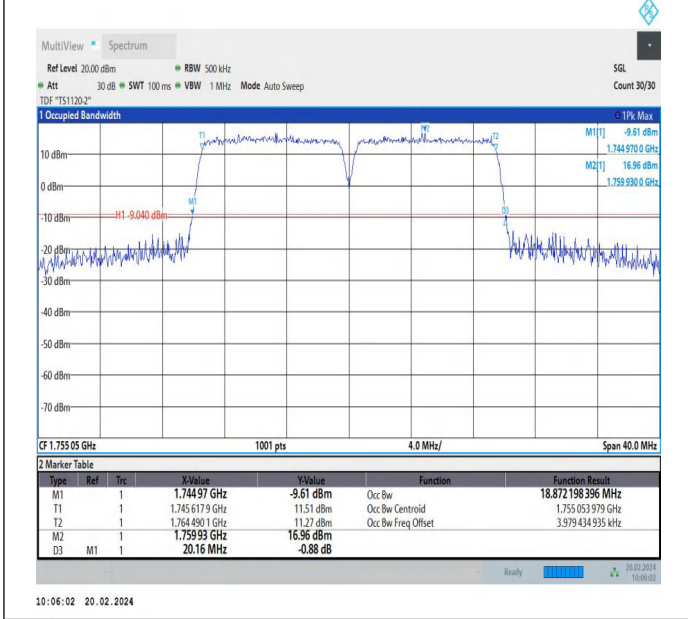 MultiView Spectrum
Ref Level 20.00 dBm RBW 500 kHz SGL
Att 30 dB SWT 100 ms VBW 1 MHz Mode Auto Sweep Count 30/30
TDF "TS1120-2"
1 Occupied Bandwidth 1Pk Max
M1[1] -9.61 dBm
1.744 970 0 GHz
M2[1] 16.96 dBm
1.759 930 0 GHz
T1
M2
T2
10 dBm
0 dBm
M1
D3
-10 dBm
H1 -9.040 dBm
-20 dBm
-30 dBm
-40 dBm
-50 dBm
-60 dBm
-70 dBm
CF 1.755 05 GHz 1001 pts 4.0 MHz/ Span 40.0 MHz
2 Marker Table
Type Ref Trc X-Value Y-Value Function Function Result
M1 1 1.744 97 GHz -9.61 dBm Occ Bw 18.872 198 396 MHz
T1 1 1.745 617 9 GHz 11.51 dBm Occ Bw Centroid 1.755 053 979 GHz
T2 1 1.764 490 1 GHz 11.27 dBm Occ Bw Freq Offset 3.979 434 935 kHz
M2 1 1.759 93 GHz 16.96 dBm
D3 M1 1 20.16 MHz -0.88 dB
Ready 20.02.2024
10:06:02
10:06:02 20.02.2024